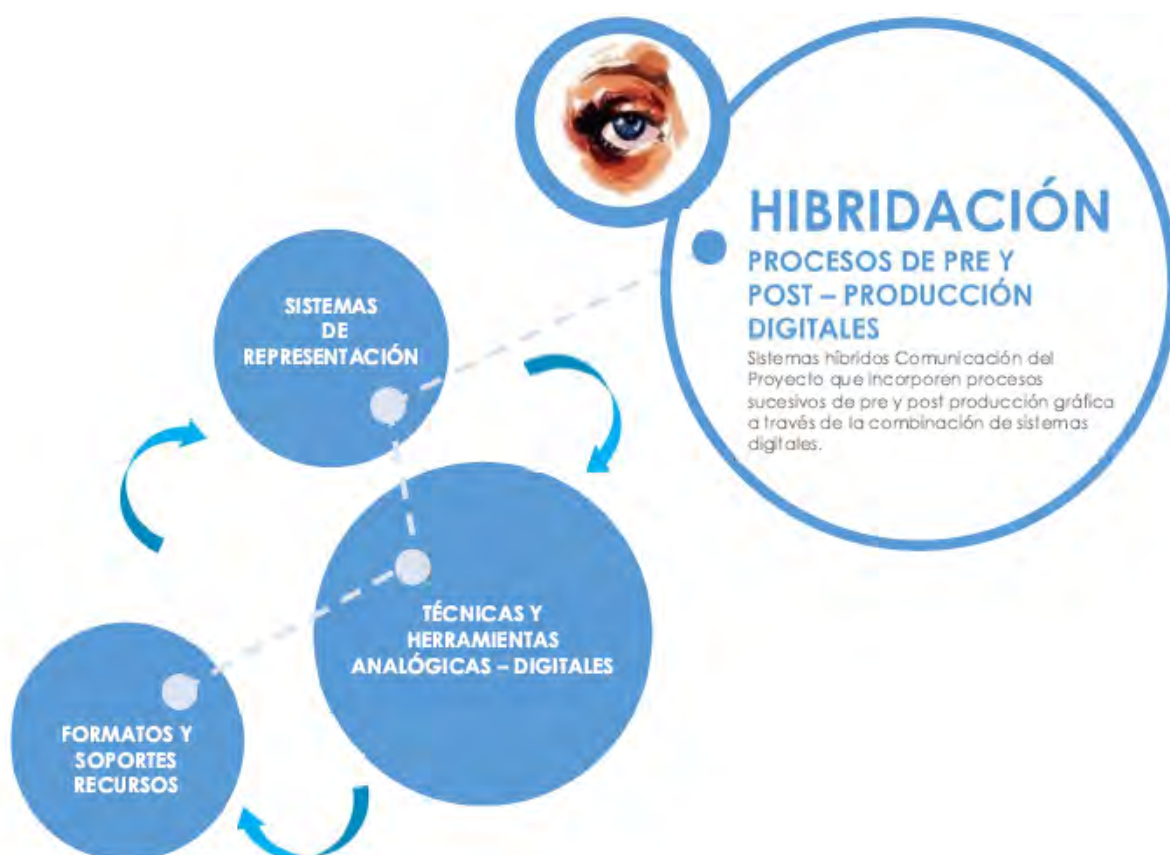 HIBRIDACIÓN
PROCESOS DE PRE Y
POST – PRODUCCIÓN
DIGITALES
Sistemas híbridos Comunicación del
Proyecto que incorporen procesos
sucesivos de pre y post producción gráfica
a través de la combinación de sistemas
digitales.
SISTEMAS
DE
REPRESENTACIÓN
TÉCNICAS Y
HERRAMIENTAS
ANALÓGICAS – DIGITALES
FORMATOS Y
SOPORTES
RECURSOS